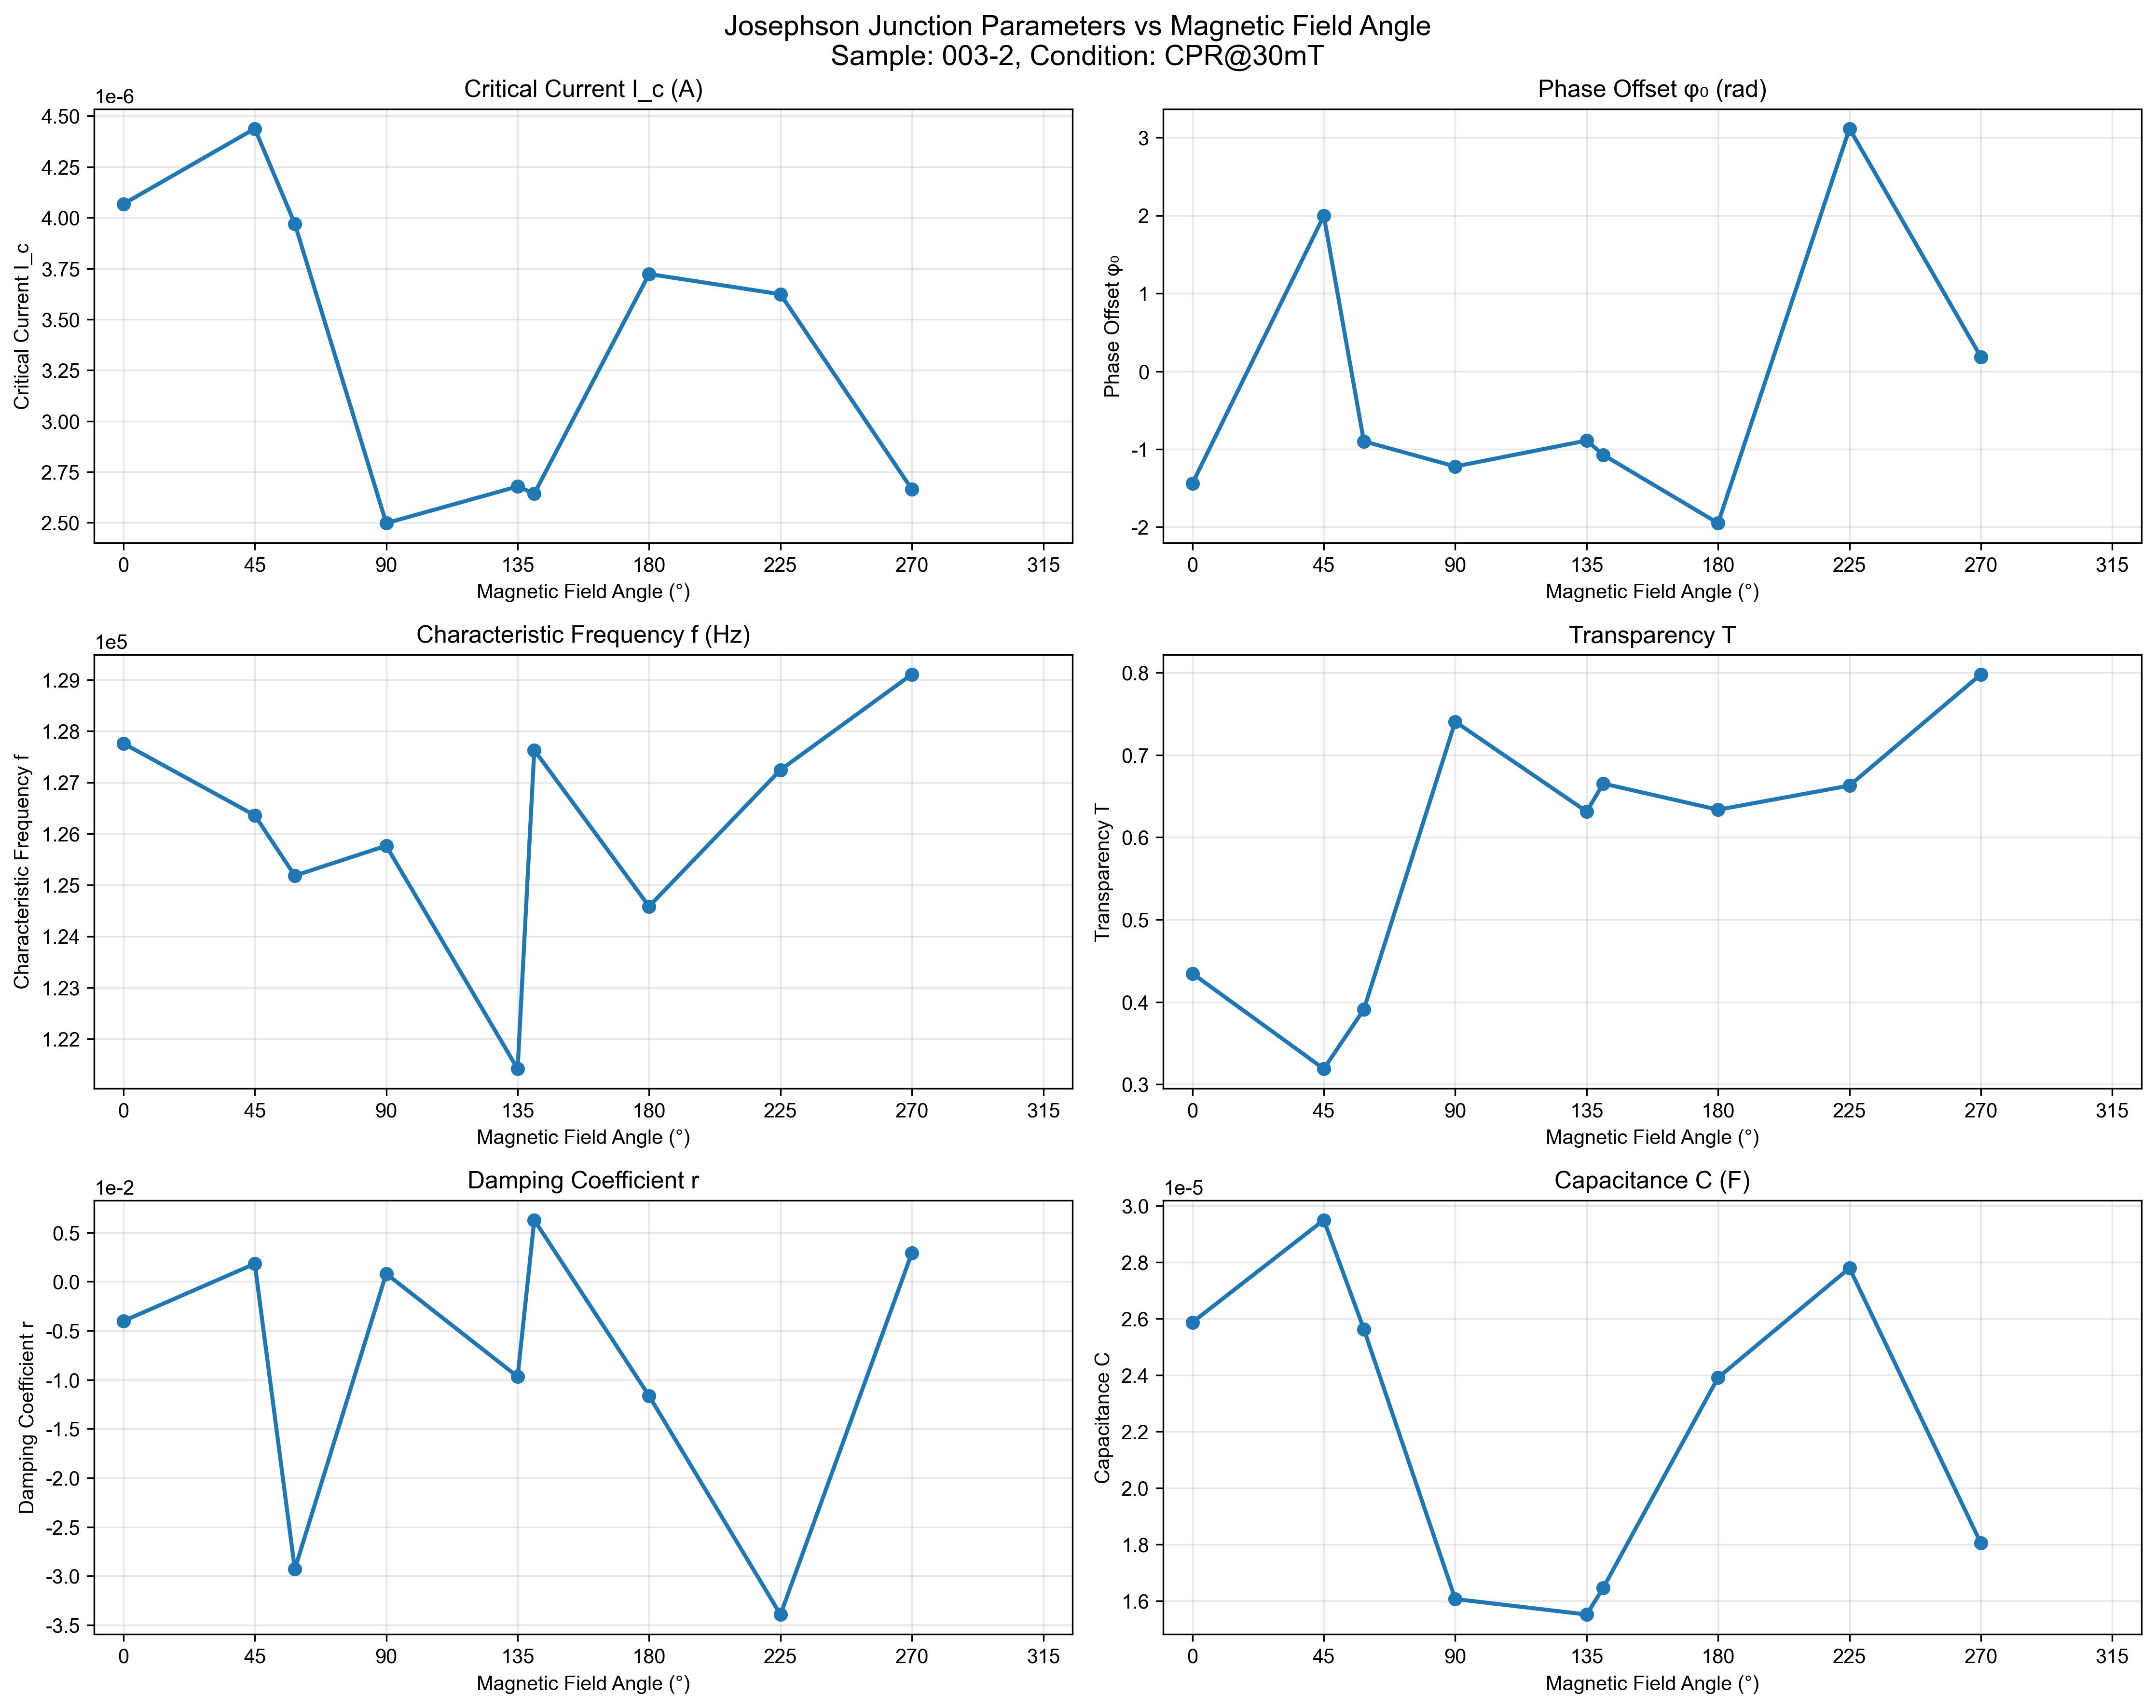 Josephson Junction Parameters vs Magnetic Field Angle
Sample: 003-2, Condition: CPR@30mT
Critical Current I_c (A)
1e-6
4.50
4.25
4.00
3.75
3.50
3.25
3.00
2.75
2.50
Critical Current I_c
0 45 90 135 180 225 270 315
Magnetic Field Angle (°)
Phase Offset φ₀ (rad)
3
2
1
0
-1
-2
Phase Offset φ₀
0 45 90 135 180 225 270 315
Magnetic Field Angle (°)
Characteristic Frequency f (Hz)
1e5
1.29
1.28
1.27
1.26
1.25
1.24
1.23
1.22
Characteristic Frequency f
0 45 90 135 180 225 270 315
Magnetic Field Angle (°)
Transparency T
0.8
0.7
0.6
0.5
0.4
0.3
Transparency T
0 45 90 135 180 225 270 315
Magnetic Field Angle (°)
Damping Coefficient r
1e-2
0.5
0.0
-0.5
-1.0
-1.5
-2.0
-2.5
-3.0
-3.5
Damping Coefficient r
0 45 90 135 180 225 270 315
Magnetic Field Angle (°)
Capacitance C (F)
1e-5
3.0
2.8
2.6
2.4
2.2
2.0
1.8
1.6
Capacitance C
0 45 90 135 180 225 270 315
Magnetic Field Angle (°)